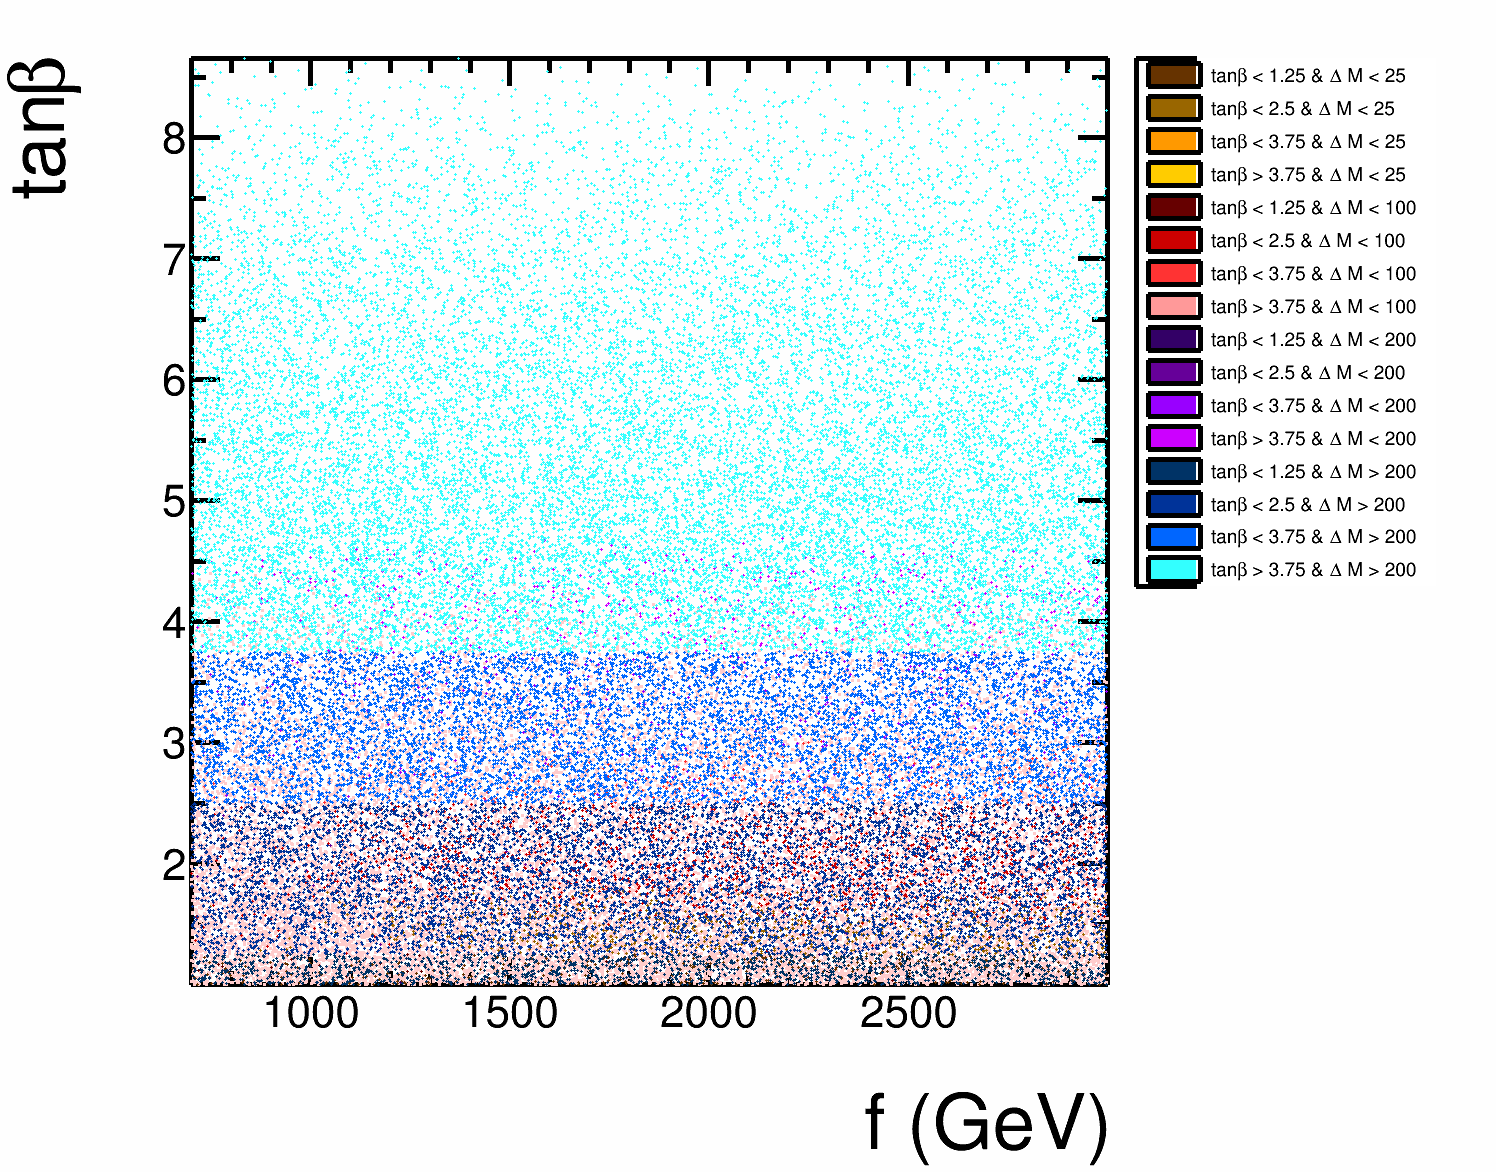 tanβ
8
7
6
5
4
3
2
1000 1500 2000 2500
f (GeV)
tanβ < 1.25 & Δ M < 25
tanβ < 2.5 & Δ M < 25
tanβ < 3.75 & Δ M < 25
tanβ > 3.75 & Δ M < 25
tanβ < 1.25 & Δ M < 100
tanβ < 2.5 & Δ M < 100
tanβ < 3.75 & Δ M < 100
tanβ > 3.75 & Δ M < 100
tanβ < 1.25 & Δ M < 200
tanβ < 2.5 & Δ M < 200
tanβ < 3.75 & Δ M < 200
tanβ > 3.75 & Δ M < 200
tanβ < 1.25 & Δ M > 200
tanβ < 2.5 & Δ M > 200
tanβ < 3.75 & Δ M > 200
tanβ > 3.75 & Δ M > 200